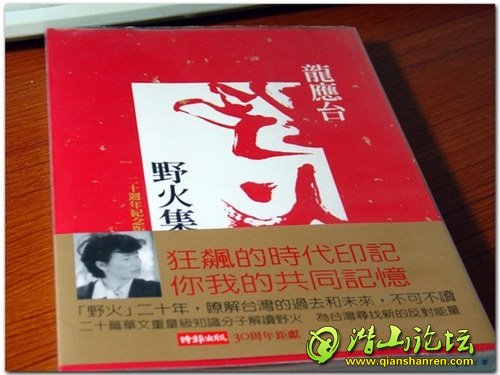 龍應台
野火集
二十週年紀念版
狂飆的時代印記
你我的共同記憶
「野火」二十年，瞭解台灣的過去和未來，不可不讀
二十篇華文重量級知識分子解讀野火　為台灣尋找新的反對能量
時報出版 30周年鉅獻
潜山论坛
www.qianshanren.com